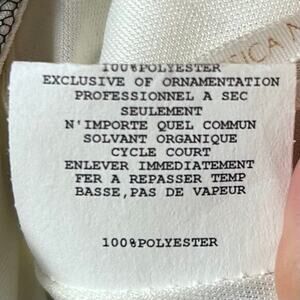 100%POLYESTER
EXCLUSIVE OF ORNAMENTATION
PROFESSIONNEL A SEC
SEULEMENT
N'IMPORTE QUEL COMMUN
SOLVANT ORGANIQUE
CYCLE COURT
ENLEVER IMMEDIATEMENT
FER A REPASSER TEMP
BASSE,PAS DE VAPEUR
100%POLYESTER